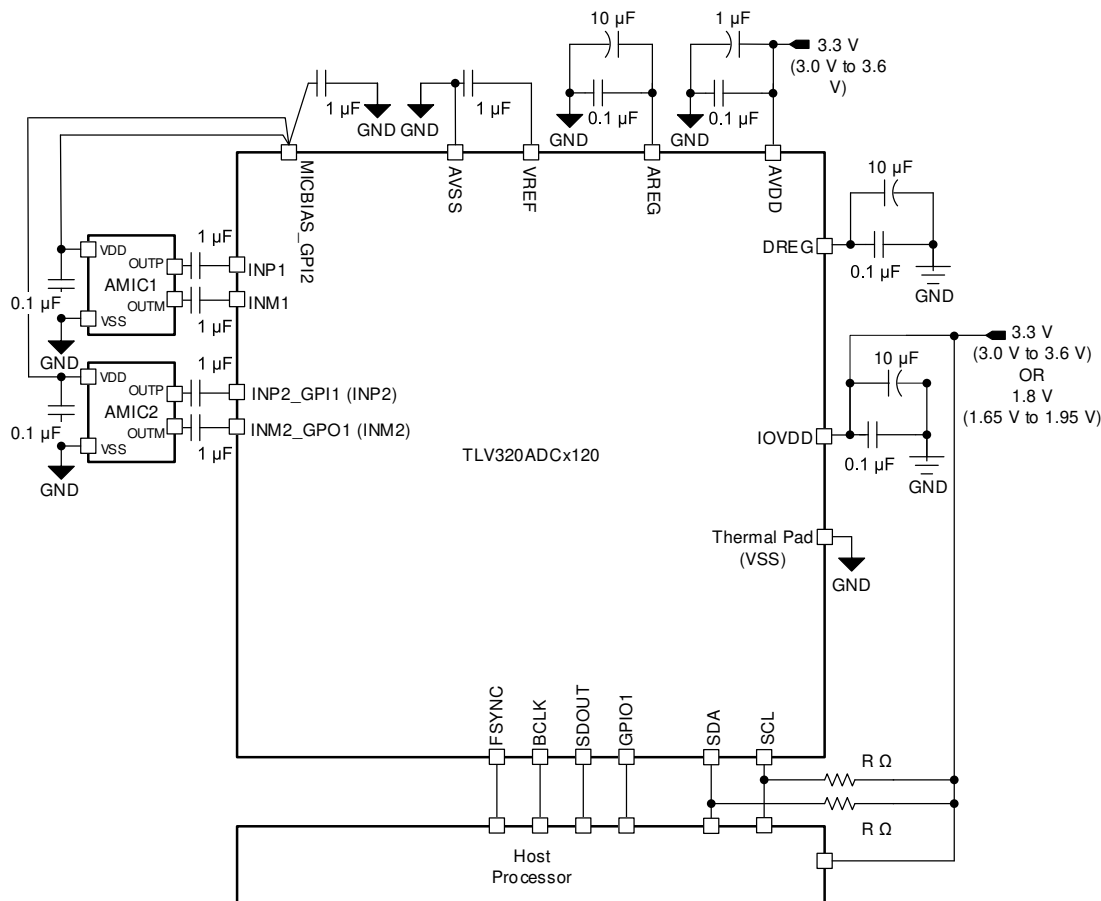 10 µF
1 µF
3.3 V
(3.0 V to 3.6
V)
1 µF
GND
GND
1 µF
0.1 µF
GND
0.1 µF
GND
MICBIAS_GPI2
AVSS
VREF
AREG
AVDD
10 µF
DREG
0.1 µF
GND
1 µF
VDD
OUTP
AMIC1
OUTM
VSS
INP1
INM1
0.1 µF
1 µF
GND
3.3 V
(3.0 V to 3.6 V)
OR
1.8 V
(1.65 V to 1.95 V)
10 µF
1 µF
VDD
OUTP
AMIC2
OUTM
VSS
INP2_GPI1 (INP2)
INM2_GPO1 (INM2)
0.1 µF
1 µF
GND
IOVDD
0.1 µF
GND
TLV320ADCx120
Thermal Pad
(VSS)
GND
FSYNC
BCLK
SDOUT
GPIO1
SDA
SCL
R Ω
R Ω
Host
Processor